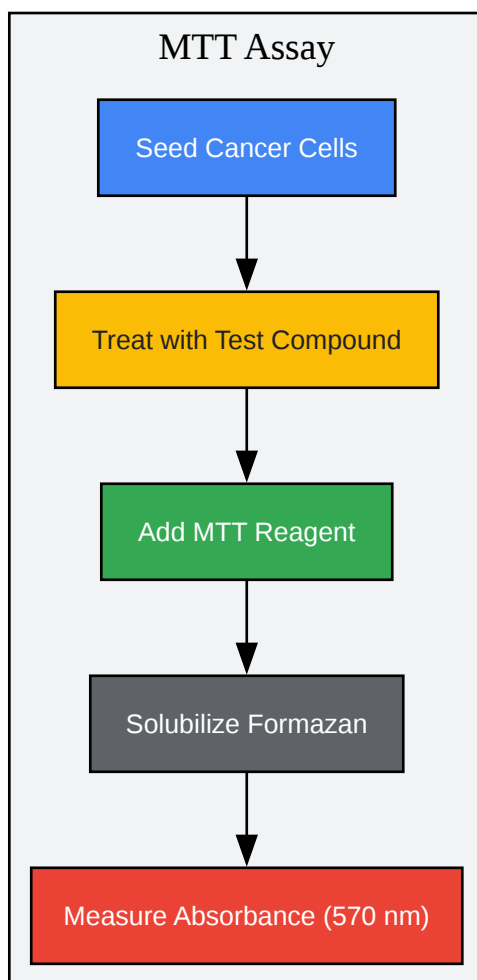 MTT Assay
Seed Cancer Cells
Treat with Test Compound
Add MTT Reagent
Solubilize Formazan
Measure Absorbance (570 nm)